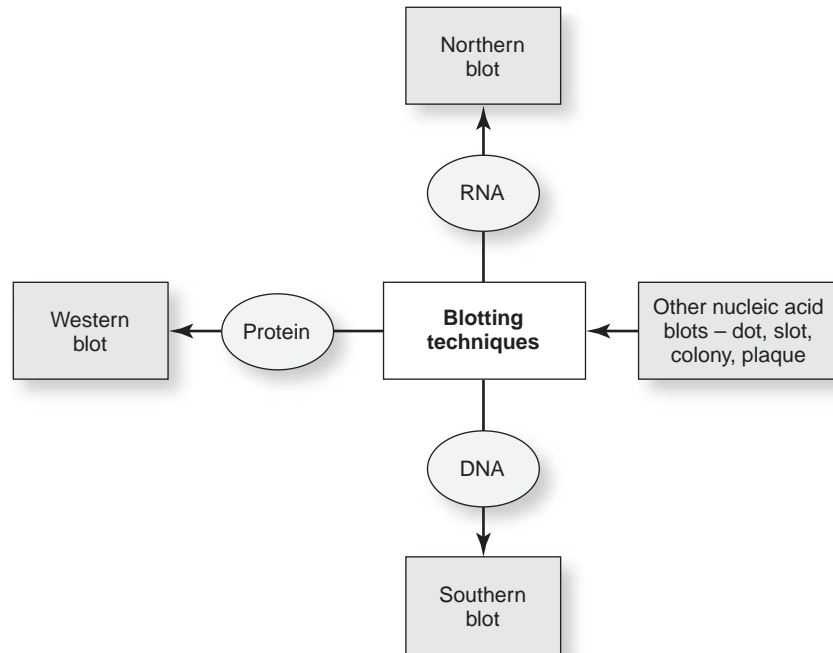 Northern
blot
RNA
Western
blot
Protein
Blotting
techniques
Other nucleic acid
blots – dot, slot,
colony, plaque
DNA
Southern
blot